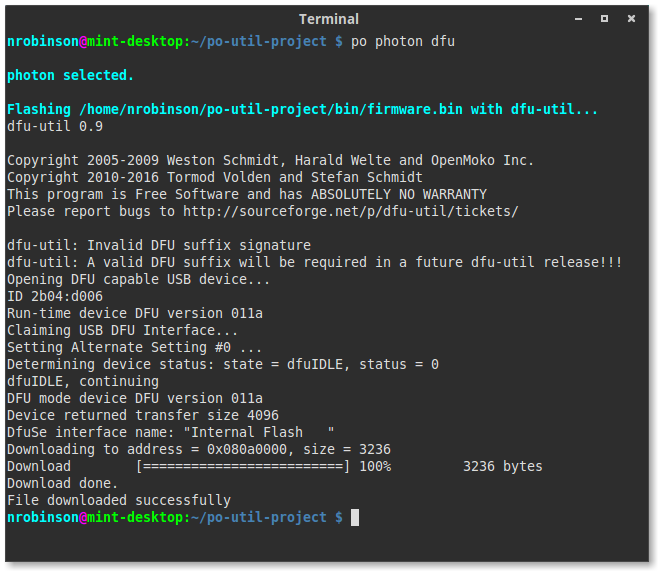 Terminal
nrobinson@mint-desktop:~/po-util-project $ po photon dfu
photon selected.
Flashing /home/nrobinson/po-util-project/bin/firmware.bin with dfu-util...
dfu-util 0.9
Copyright 2005-2009 Weston Schmidt, Harald Welte and OpenMoko Inc.
Copyright 2010-2016 Tormod Volden and Stefan Schmidt
This program is Free Software and has ABSOLUTELY NO WARRANTY
Please report bugs to http://sourceforge.net/p/dfu-util/tickets/
dfu-util: Invalid DFU suffix signature
dfu-util: A valid DFU suffix will be required in a future dfu-util release!!!
Opening DFU capable USB device...
ID 2b04:d006
Run-time device DFU version 011a
Claiming USB DFU Interface...
Setting Alternate Setting #0 ...
Determining device status: state = dfuIDLE, status = 0
dfuIDLE, continuing
DFU mode device DFU version 011a
Device returned transfer size 4096
DfuSe interface name: "Internal Flash   "
Downloading to address = 0x080a0000, size = 3236
Download        [=========================] 100%         3236 bytes
Download done.
File downloaded successfully
nrobinson@mint-desktop:~/po-util-project $